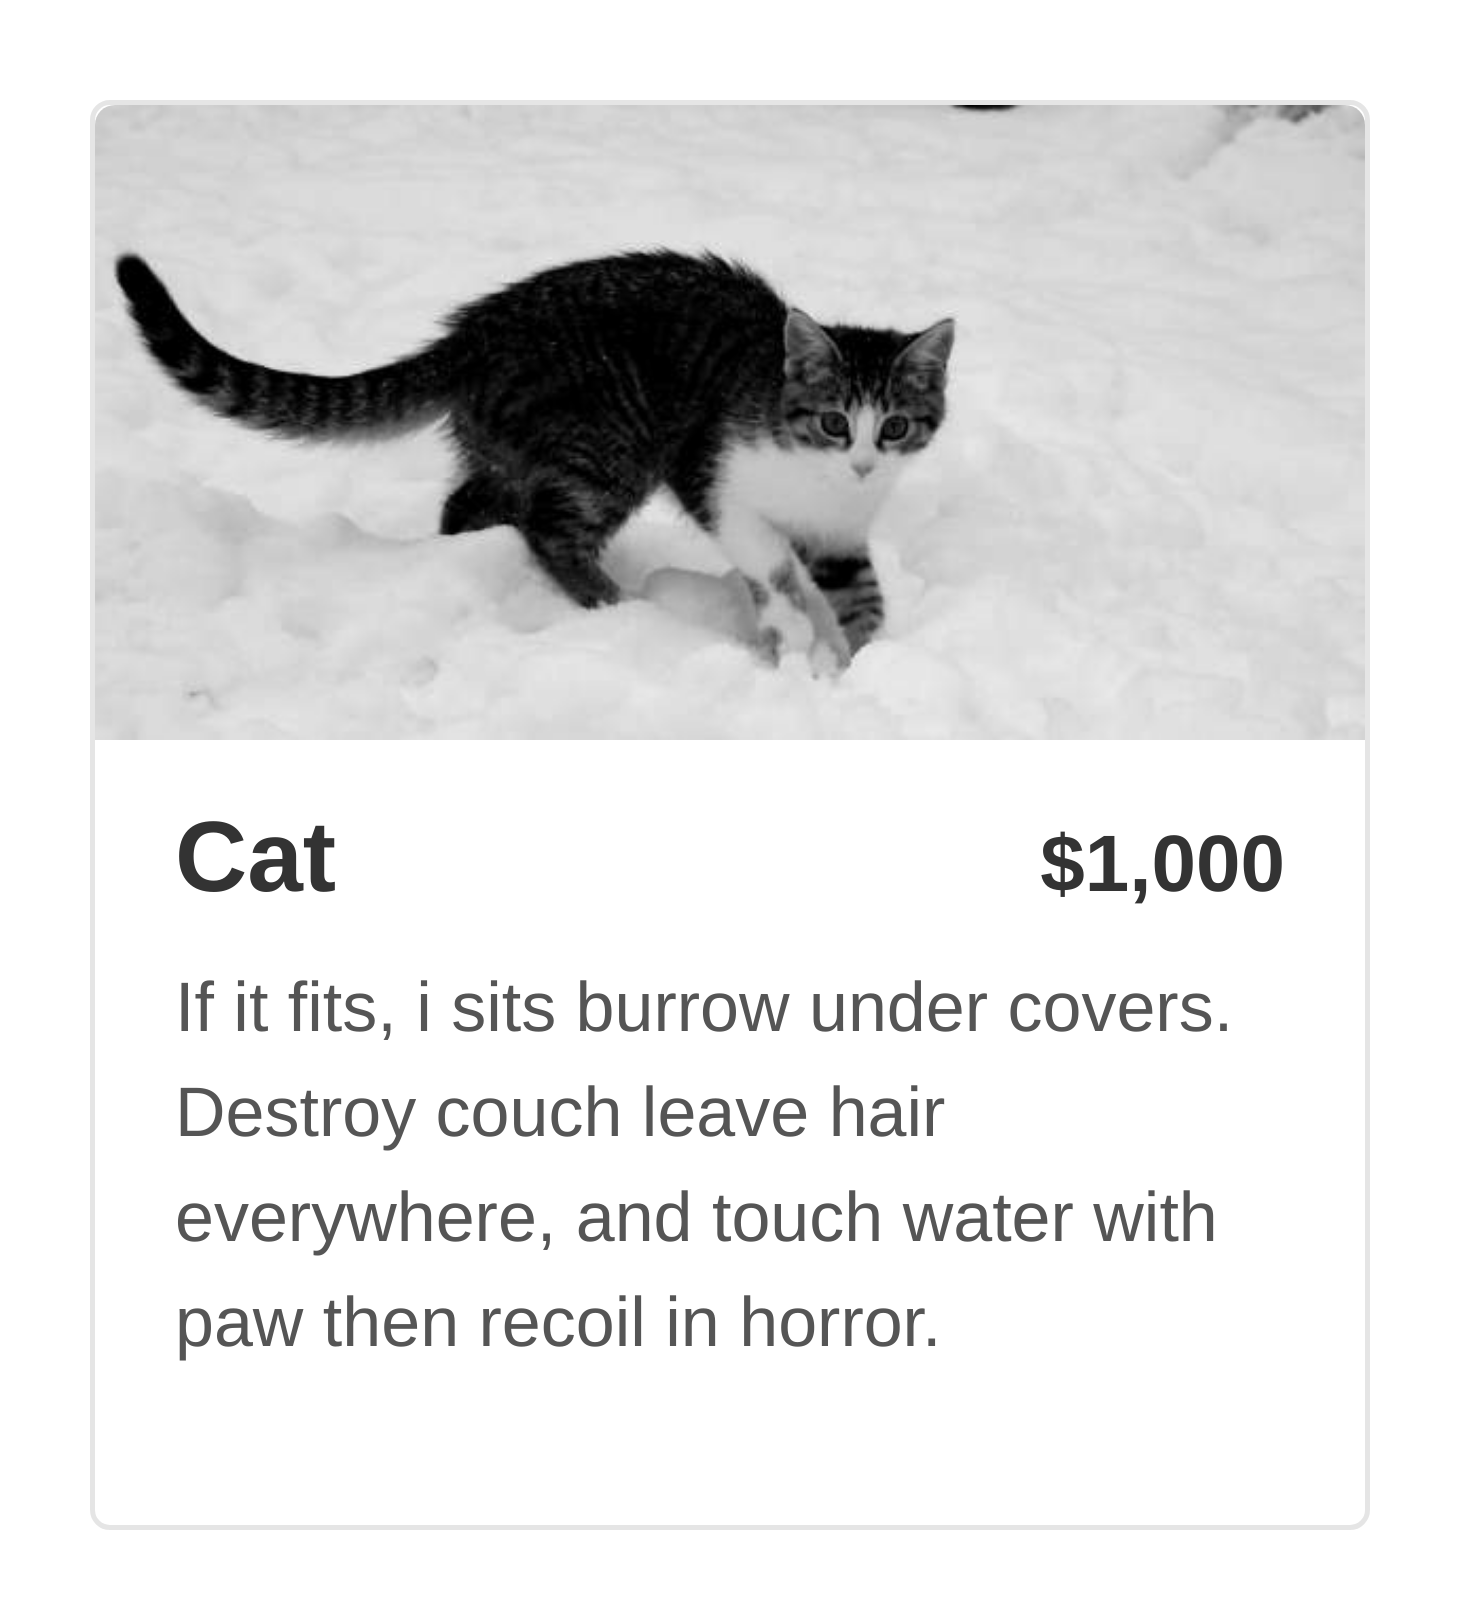 Cat
$1,000
If it fits, i sits burrow under covers.
Destroy couch leave hair
everywhere, and touch water with
paw then recoil in horror.